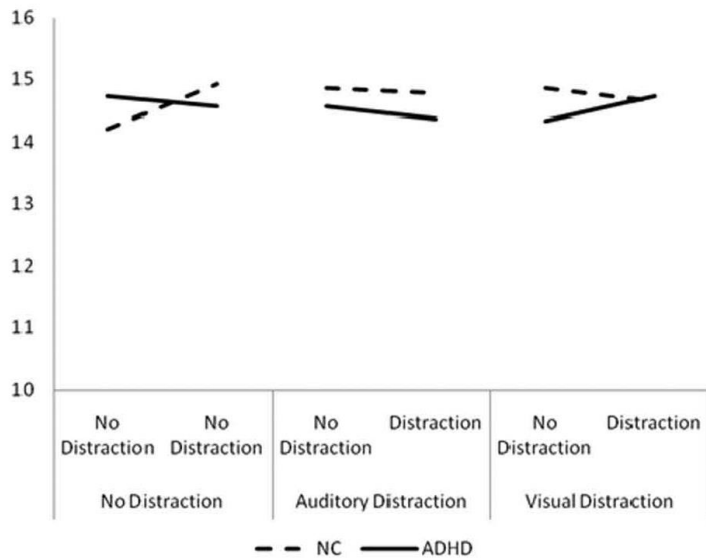 16
15
14
13
12
11
10
No Distraction No Distraction No Distraction Distraction No Distraction Distraction
No Distraction Auditory Distraction Visual Distraction
NC ADHD